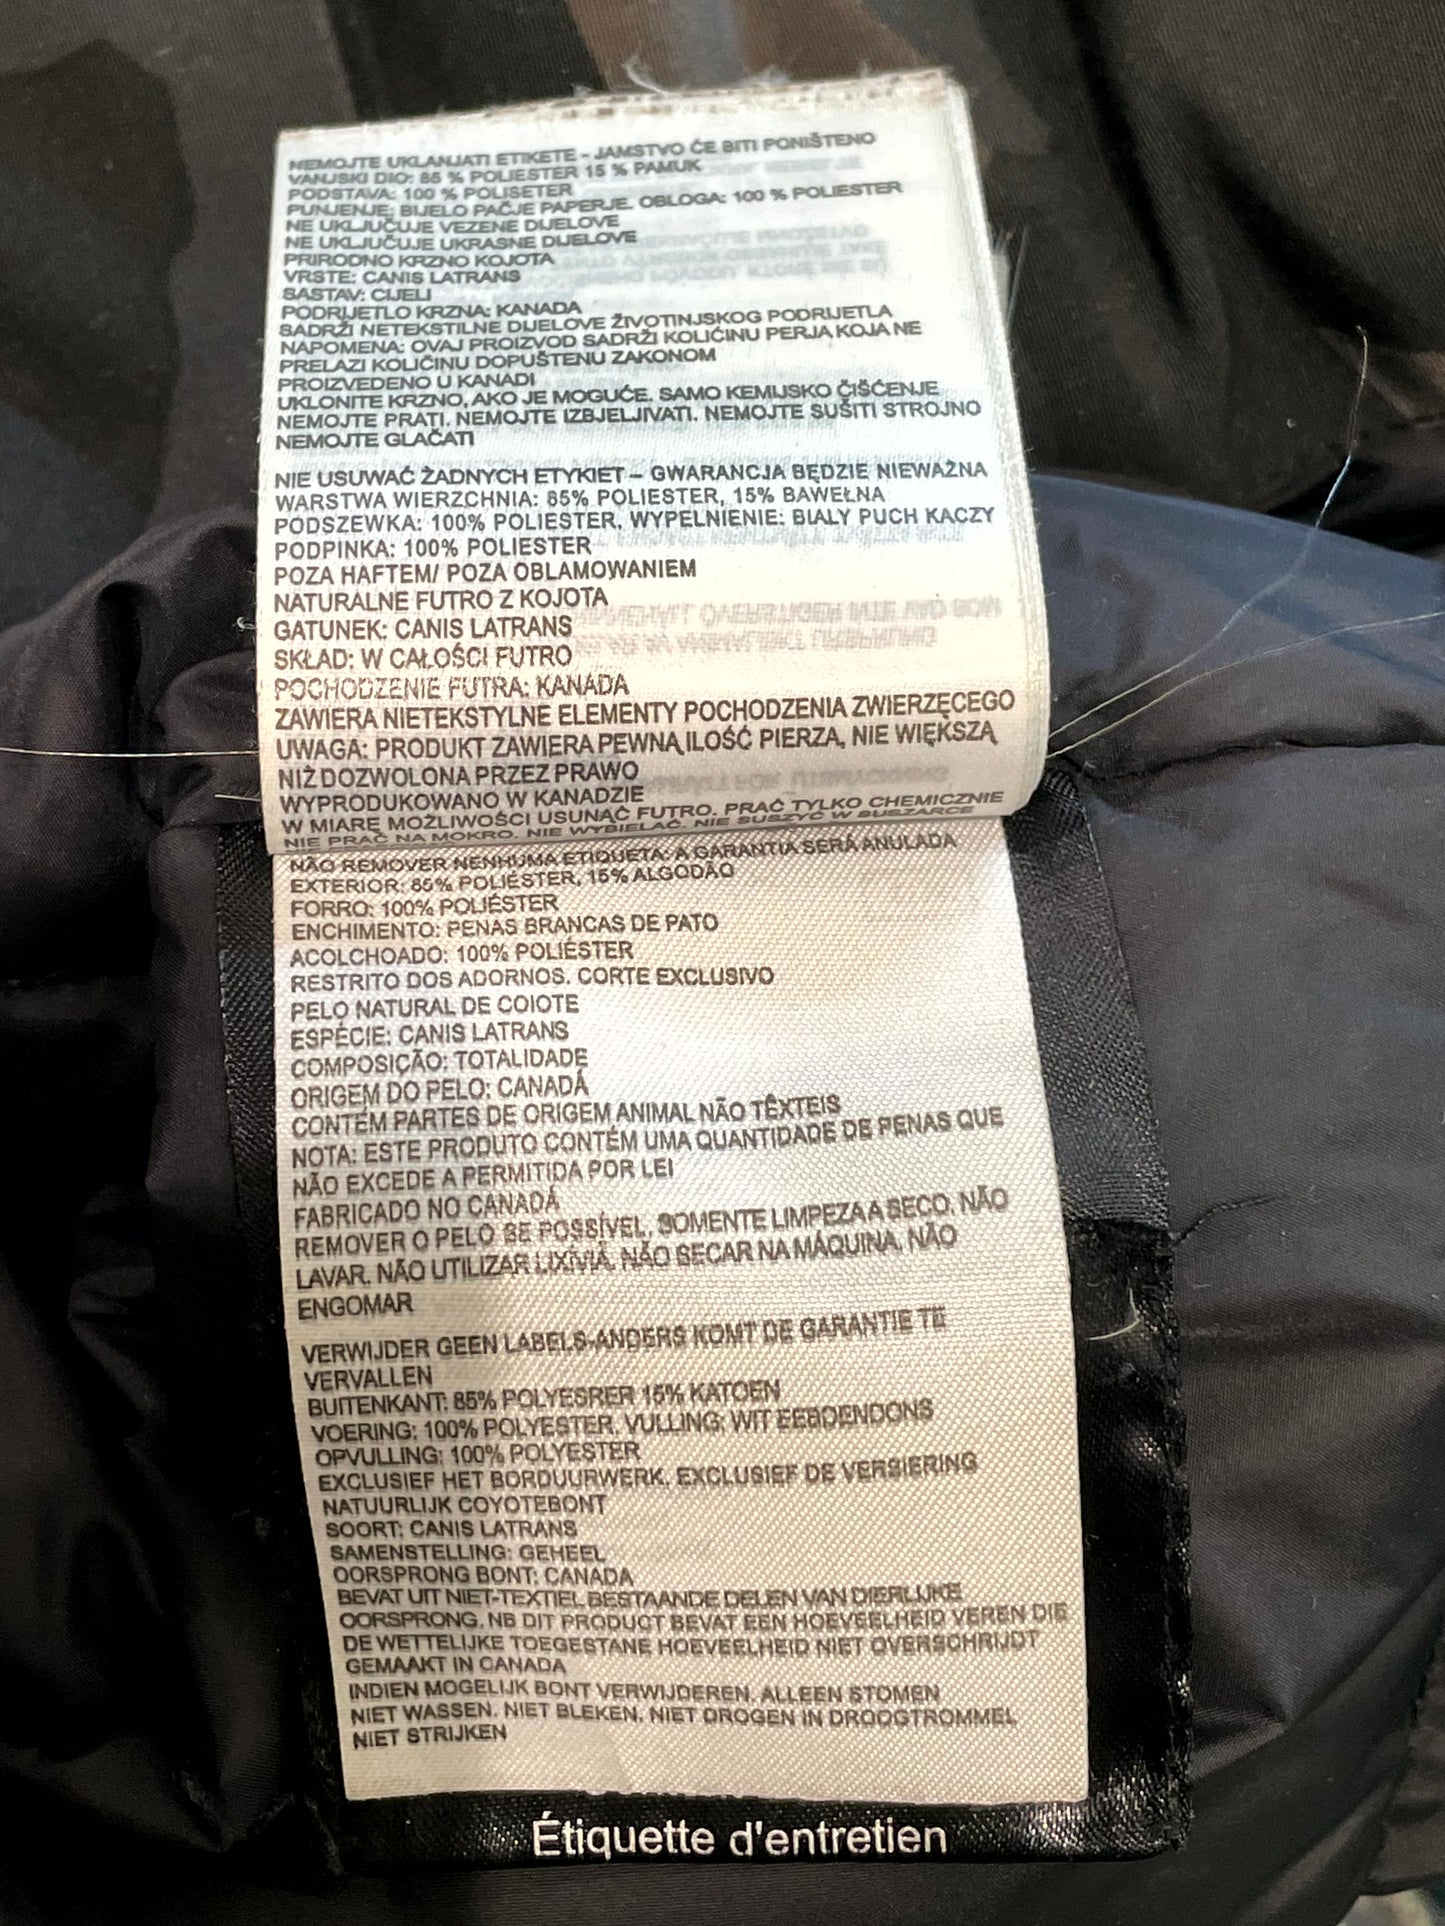 NEMOJTE UKLANJATI ETIKETE - JAMSTVO ĆE BITI PONIŠTENO
VANJSKI DIO: 85 % POLIESTER 15 % PAMUK
PODSTAVA: 100 % POLISETER
PUNJENJE: BIJELO PAČJE PAPERJE. OBLOGA: 100 % POLIESTER
NE UKLJUČUJE VEZENE DIJELOVE
NE UKLJUČUJE UKRASNE DIJELOVE
PRIRODNO KRZNO KOJOTA
VRSTE: CANIS LATRANS
SASTAV: CIJELI
PODRIJETLO KRZNA: KANADA
SADRŽI NETEKSTILNE DIJELOVE ŽIVOTINJSKOG PODRIJETLA
NAPOMENA: OVAJ PROIZVOD SADRŽI KOLIČINU PERJA KOJA NE
PRELAZI KOLIČINU DOPUŠTENU ZAKONOM
PROIZVEDENO U KANADI
UKLONITE KRZNO, AKO JE MOGUĆE. SAMO KEMIJSKO ČIŠĆENJE
NEMOJTE PRATI. NEMOJTE IZBJELJIVATI. NEMOJTE SUŠITI STROJNO
NEMOJTE GLAČATI
NIE USUWAĆ ŻADNYCH ETYKIET – GWARANCJA BĘDZIE NIEWAŻNA
WARSTWA WIERZCHNIA: 85% POLIESTER, 15% BAWEŁNA
PODSZEWKA: 100% POLIESTER, WYPEŁNIENIE: BIAŁY PUCH KACZY
PODPINKA: 100% POLIESTER
POZA HAFTEM/ POZA OBLAMOWANIEM
NATURALNE FUTRO Z KOJOTA
GATUNEK: CANIS LATRANS
SKŁAD: W CAŁOŚCI FUTRO
POCHODZENIE FUTRA: KANADA
ZAWIERA NIETEKSTYLNE ELEMENTY POCHODZENIA ZWIERZĘCEGO
UWAGA: PRODUKT ZAWIERA PEWNĄ ILOŚĆ PIERZA, NIE WIĘKSZĄ
NIŻ DOZWOLONA PRZEZ PRAWO
WYPRODUKOWANO W KANADZIE
W MIARĘ MOŻLIWOŚCI USUNĄĆ FUTRO. PRAĆ TYLKO CHEMICZNIE
NIE PRAĆ NA MOKRO. NIE WYBIELAĆ. NIE SUSZYĆ W SUSZARCE
NÃO REMOVER NENHUMA ETIQUETA: A GARANTIA SERÁ ANULADA
EXTERIOR: 85% POLIÉSTER, 15% ALGODÃO
FORRO: 100% POLIÉSTER
ENCHIMENTO: PENAS BRANCAS DE PATO
ACOLCHOADO: 100% POLIÉSTER
RESTRITO DOS ADORNOS. CORTE EXCLUSIVO
PELO NATURAL DE COIOTE
ESPÉCIE: CANIS LATRANS
COMPOSIÇÃO: TOTALIDADE
ORIGEM DO PELO: CANADÁ
CONTÉM PARTES DE ORIGEM ANIMAL NÃO TÊXTEIS
NOTA: ESTE PRODUTO CONTÉM UMA QUANTIDADE DE PENAS QUE
NÃO EXCEDE A PERMITIDA POR LEI
FABRICADO NO CANADÁ
REMOVER O PELO SE POSSÍVEL. SOMENTE LIMPEZA A SECO. NÃO
LAVAR. NÃO UTILIZAR LIXÍVIA. NÃO SECAR NA MÁQUINA. NÃO
ENGOMAR
VERWIJDER GEEN LABELS-ANDERS KOMT DE GARANTIE TE
VERVALLEN
BUITENKANT: 85% POLYESRER 15% KATOEN
VOERING: 100% POLYESTER. VULLING: WIT EEBDENDONS
OPVULLING: 100% POLYESTER
EXCLUSIEF HET BORDUURWERK. EXCLUSIEF DE VERSIERING
NATUURLIJK COYOTEBONT
SOORT: CANIS LATRANS
SAMENSTELLING: GEHEEL
OORSPRONG BONT: CANADA
BEVAT UIT NIET-TEXTIEL BESTAANDE DELEN VAN DIERLIJKE
OORSPRONG. NB DIT PRODUCT BEVAT EEN HOEVEELHEID VEREN DIE
DE WETTELIJKE TOEGESTANE HOEVEELHEID NIET OVERSCHRIJDT
GEMAAKT IN CANADA
INDIEN MOGELIJK BONT VERWIJDEREN. ALLEEN STOMEN
NIET WASSEN. NIET BLEKEN. NIET DROGEN IN DROOGTROMMEL
NIET STRIJKEN
Étiquette d'entretien